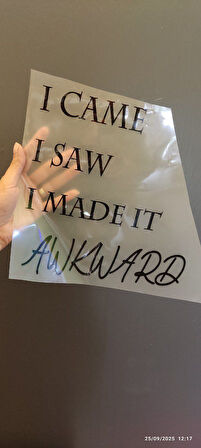 I CAME
I SAW
I MADE IT
AWKWARD
25/09/2025 12:17